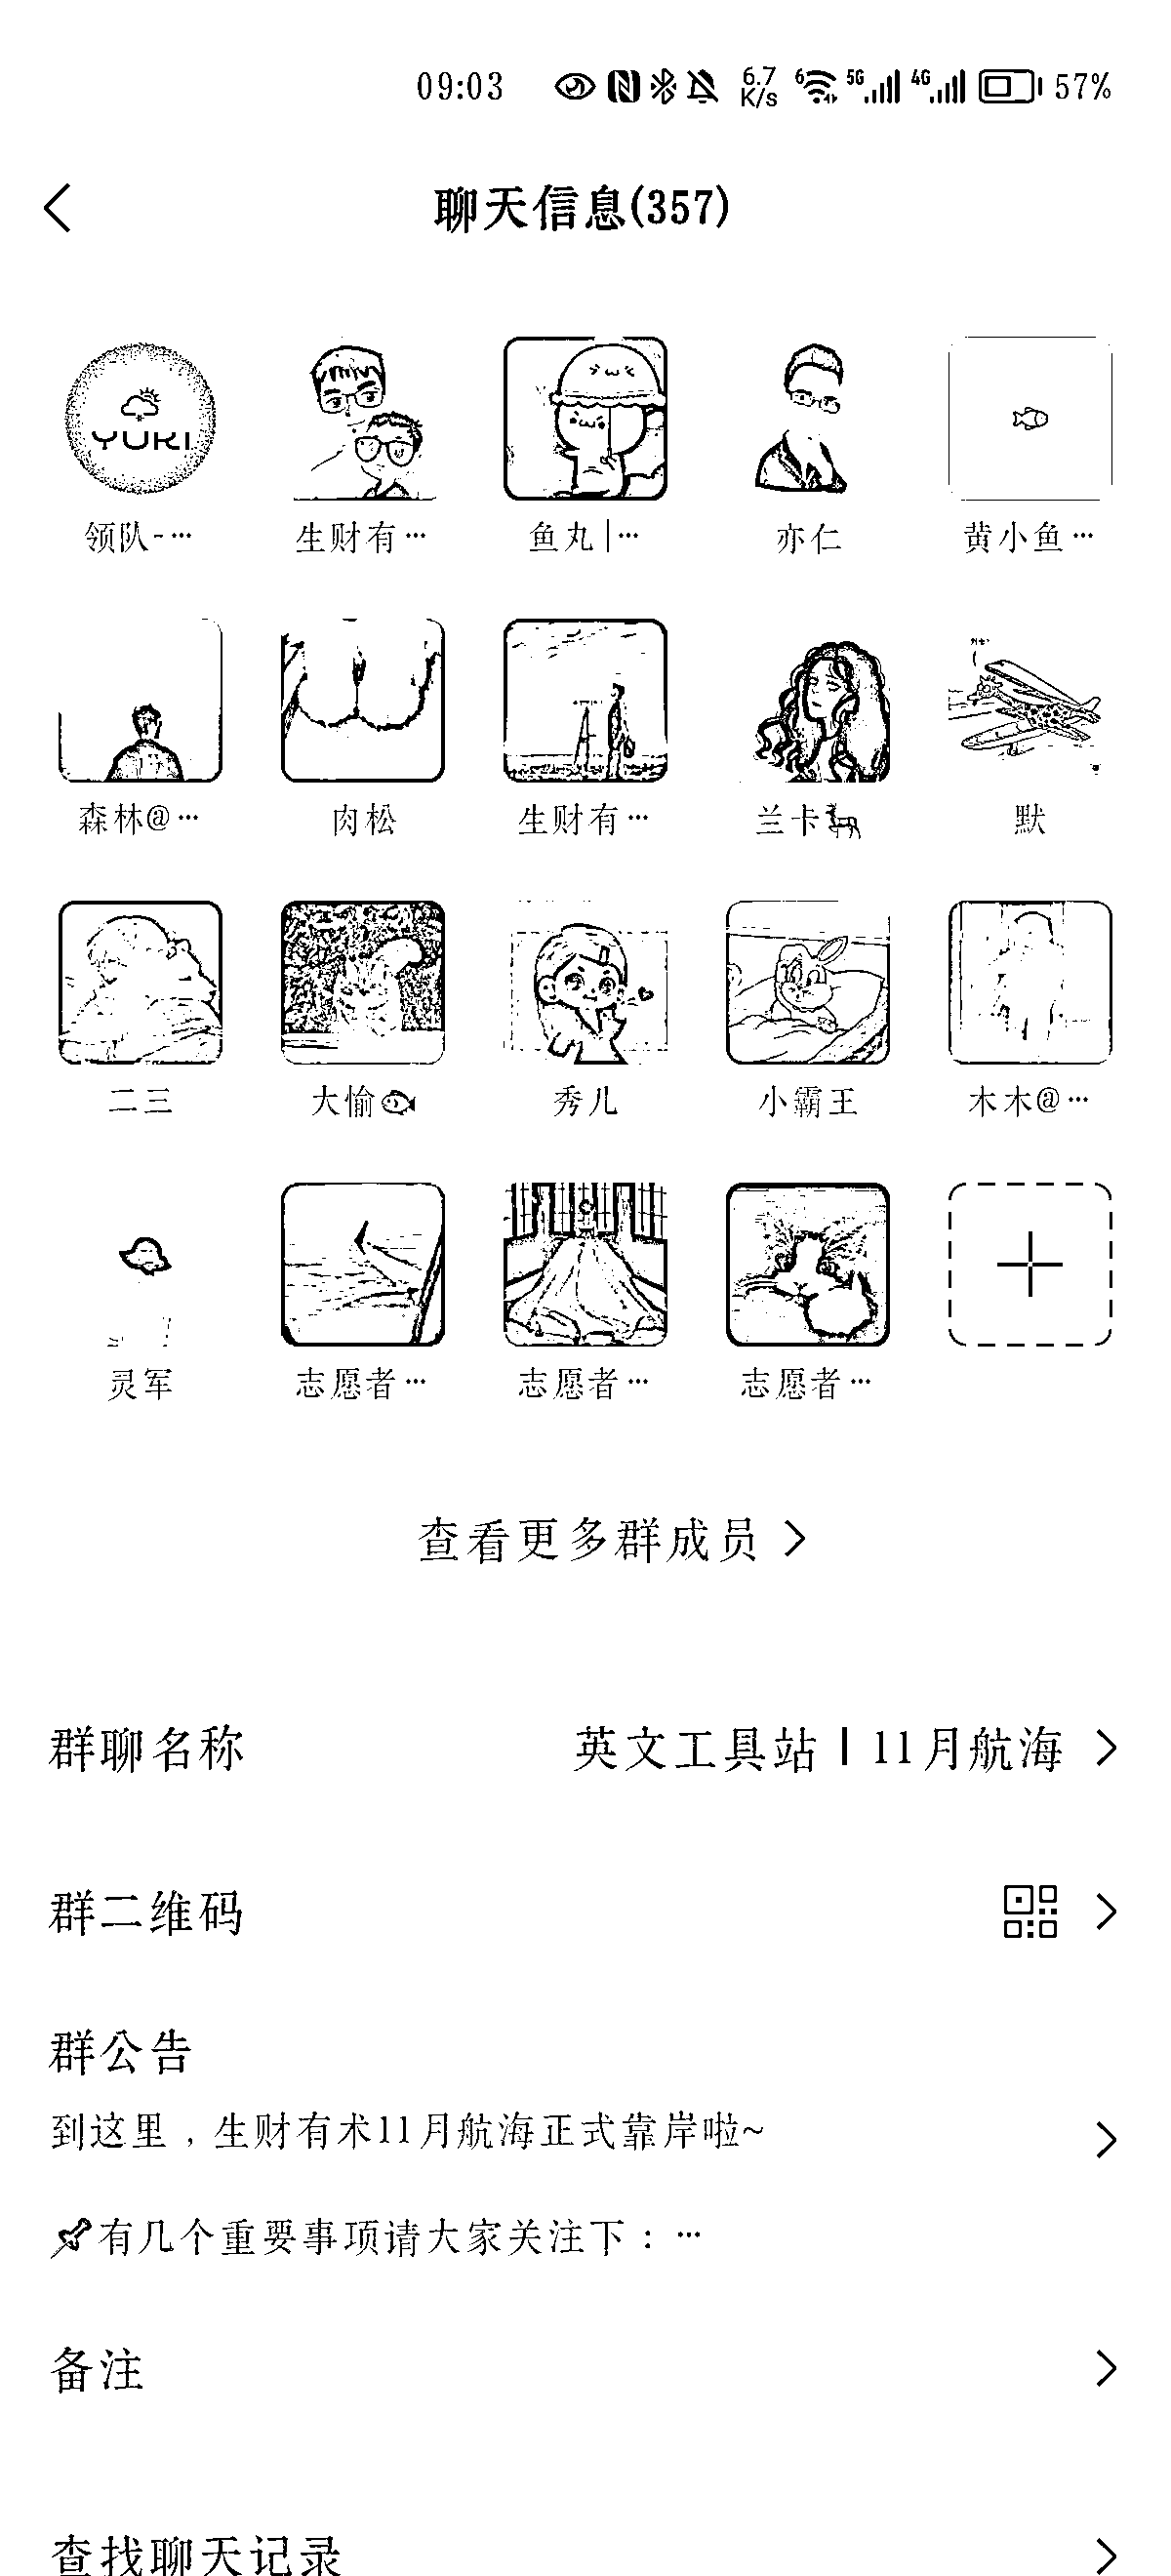 09:03 6.7 K/s 6 5G 4G 57%
聊天信息(357)
YUKI
领队-… 生财有… 鱼丸|… 亦仁 黄小鱼…
森林@… 肉松 生财有… 兰卡🦒 默
二三 大愉🐟 秀儿 小霸王 木木@…
灵军 志愿者… 志愿者… 志愿者…
查看更多群成员
群聊名称 英文工具站丨11月航海
群二维码
群公告
到这里，生财有术11月航海正式靠岸啦~
📌有几个重要事项请大家关注下：…
备注
查找聊天记录